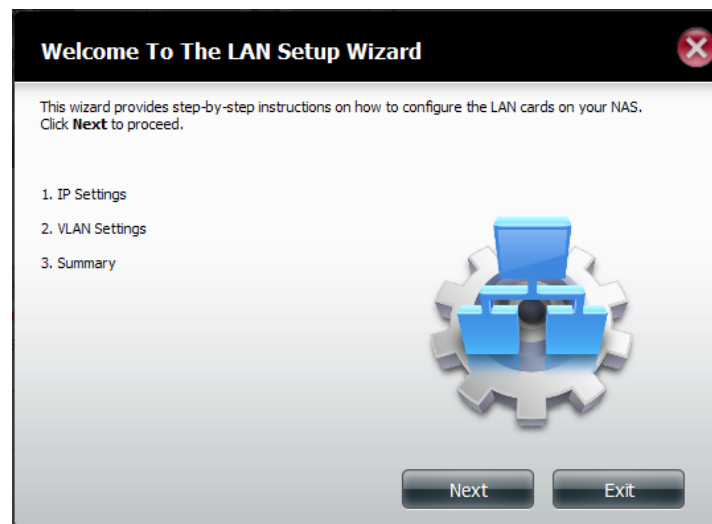 Welcome To The LAN Setup Wizard
This wizard provides step-by-step instructions on how to configure the LAN cards on your NAS.
Click Next to proceed.
1. IP Settings
2. VLAN Settings
3. Summary
Next
Exit